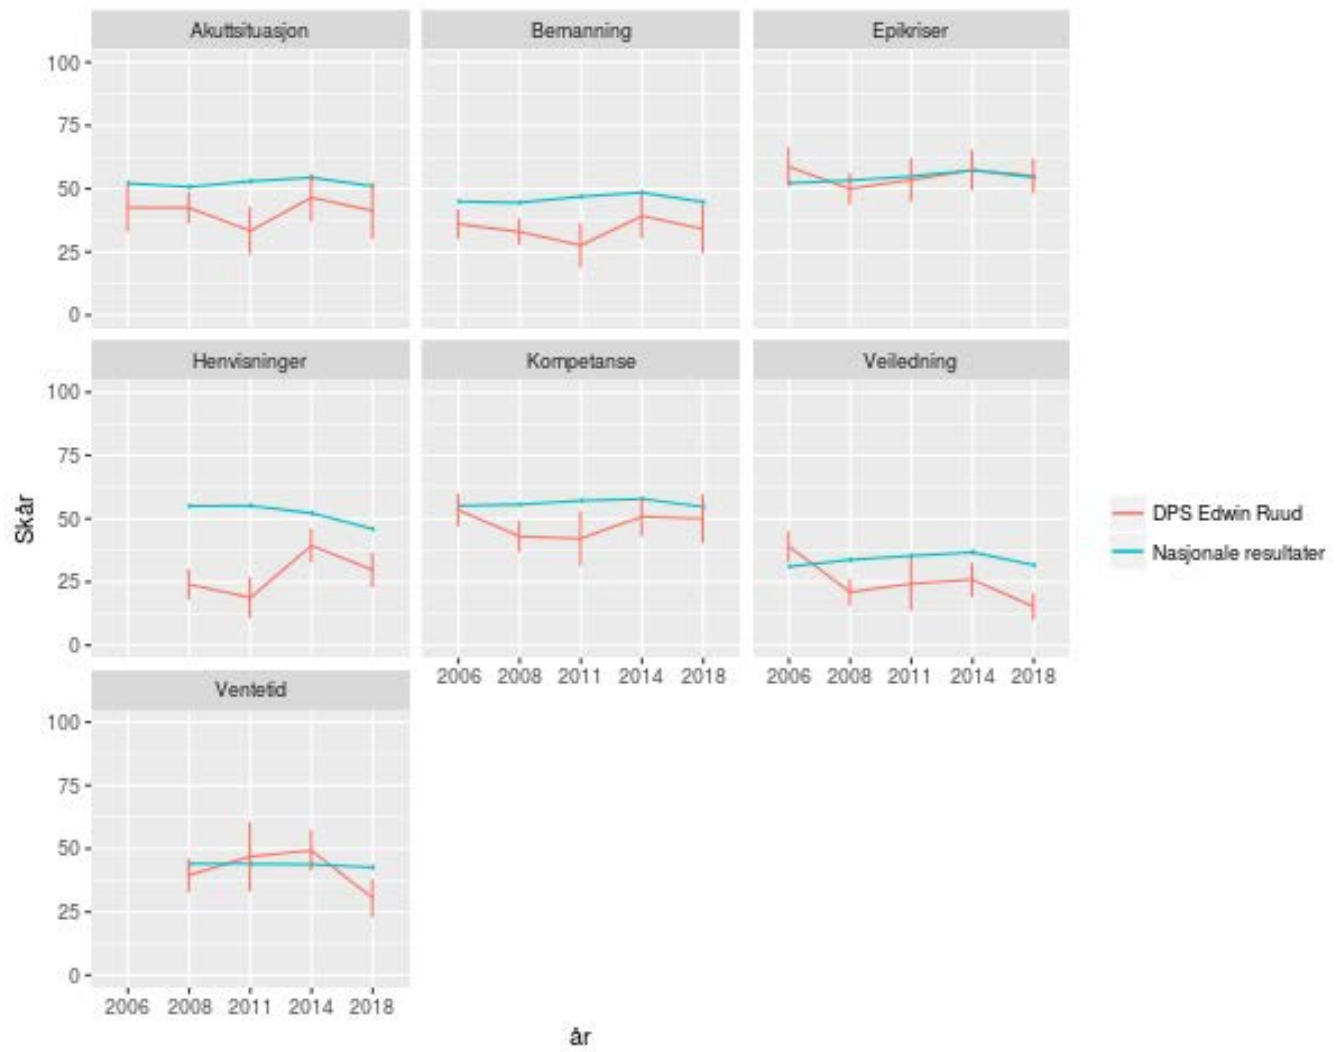 Akuttsituasjon Bemanning Epikriser
100
75
50
25
0
Henvisninger Kompetanse Veiledning
100
75
50
25
0
2006 2008 2011 2014 2018 2006 2008 2011 2014 2018
Ventetid
100
75
50
25
0
2006 2008 2011 2014 2018
Skår
år
DPS Edwin Ruud
Nasjonale resultater